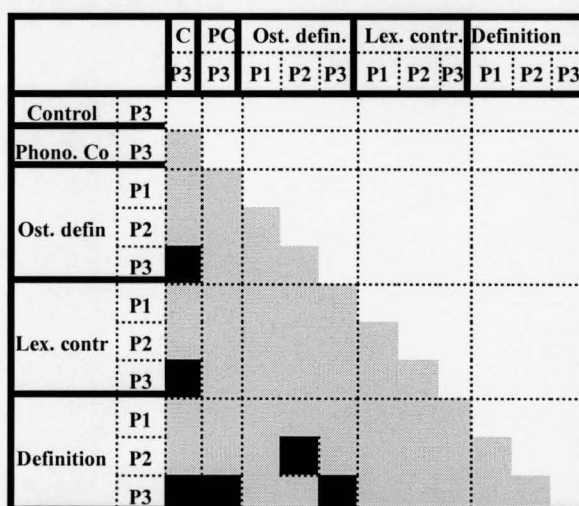 C PC Ost. defin. Lex. contr. Definition
P3 P3 P1 P2 P3 P1 P2 P3 P1 P2 P3
Control P3
Phono. Co P3
P1
Ost. defin P2
P3
P1
Lex. contr P2
P3
P1
Definition P2
P3